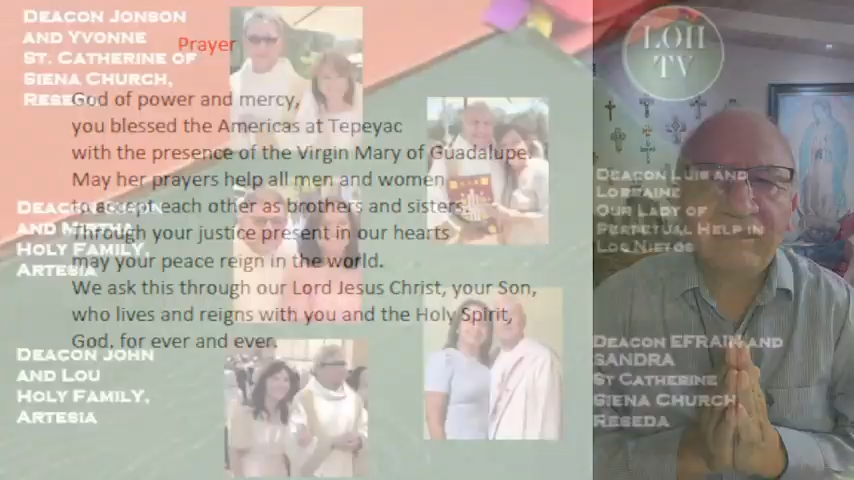 DEACON JONSON
AND YVONNE
ST. CATHERINE OF
SIENA CHURCH,
RESEDA
Prayer
God of power and mercy,
you blessed the Americas at Tepeyac
with the presence of the Virgin Mary of Guadalupe.
May her prayers help all men and women
to accept each other as brothers and sisters.
Through your justice present in our hearts
may your peace reign in the world.
We ask this through our Lord Jesus Christ, your Son,
who lives and reigns with you and the Holy Spirit,
God, for ever and ever.
AND
HOLY FAMILY,
ARTESIA
DEACON JOHN
AND LOU
HOLY FAMILY,
ARTESIA
LOH
TV
DEACON LUIS AND
LORRAINE
OUR LADY OF
PERPETUAL HELP IN
LOS NIETOS
DEACON EFRAIN AND
SANDRA
ST CATHERINE
SIENA CHURCH
RESEDA